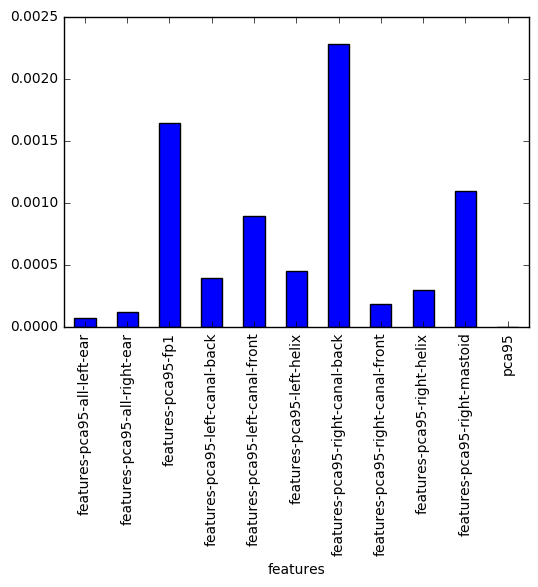 0.0025
0.0020
0.0015
0.0010
0.0005
0.0000
features-pca95-all-left-ear
features-pca95-all-right-ear
features-pca95-fp1
features-pca95-left-canal-back
features-pca95-left-canal-front
features-pca95-left-helix
features-pca95-right-canal-back
features-pca95-right-canal-front
features-pca95-right-helix
features-pca95-right-mastoid
pca95
features